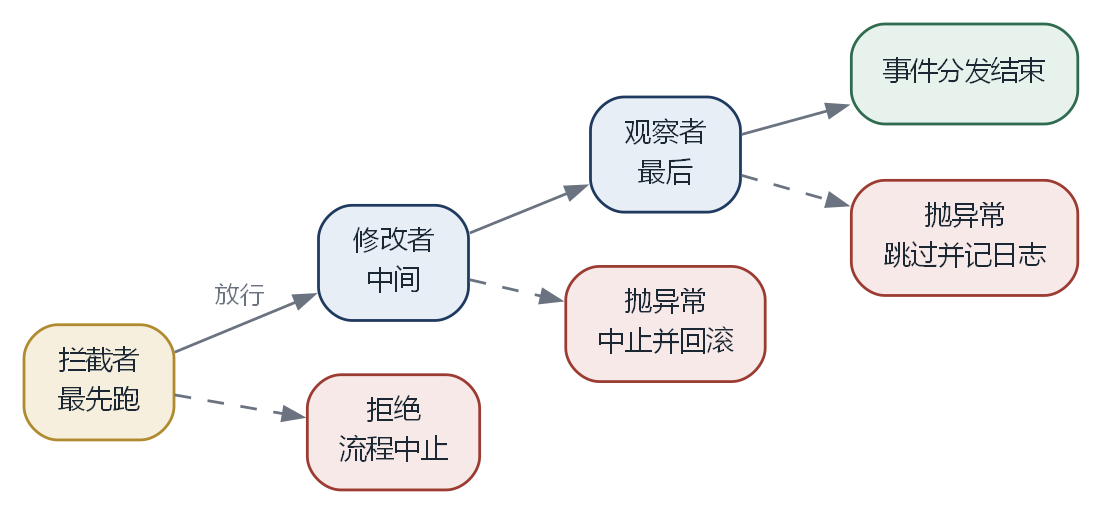 拦截者
最先跑
放行
拒绝
流程中止
修改者
中间
抛异常
中止并回滚
观察者
最后
抛异常
跳过并记日志
事件分发结束